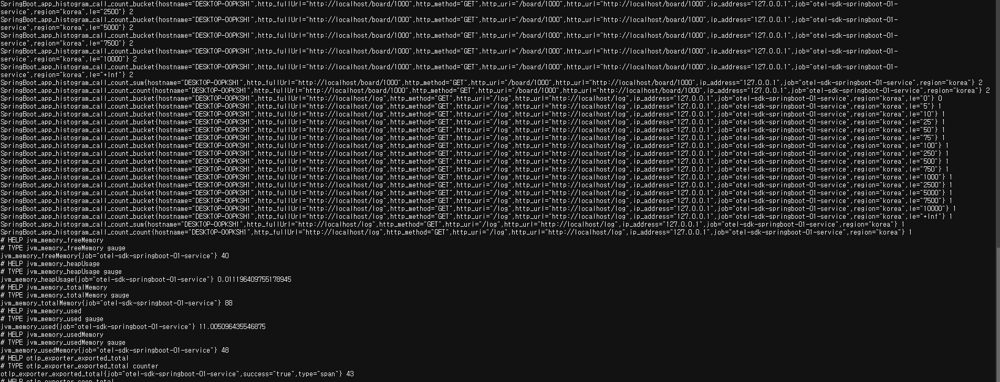 SpringBoot_app_histogram_call_count_bucket{hostname="DESKTOP-OOPKSH1",http_fullUrl="http://localhost/board/1000",http_method="GET",http_uri="/board/1000",http_url="http://localhost/board/1000",ip_address="127.0.0.1",job="otel-sdk-springboot-01-
service",region="korea",le="2500"} 2
SpringBoot_app_histogram_call_count_bucket{hostname="DESKTOP-OOPKSH1",http_fullUrl="http://localhost/board/1000",http_method="GET",http_uri="/board/1000",http_url="http://localhost/board/1000",ip_address="127.0.0.1",job="otel-sdk-springboot-01-
service",region="korea",le="5000"} 2
SpringBoot_app_histogram_call_count_bucket{hostname="DESKTOP-OOPKSH1",http_fullUrl="http://localhost/board/1000",http_method="GET",http_uri="/board/1000",http_url="http://localhost/board/1000",ip_address="127.0.0.1",job="otel-sdk-springboot-01-
service",region="korea",le="7500"} 2
SpringBoot_app_histogram_call_count_bucket{hostname="DESKTOP-OOPKSH1",http_fullUrl="http://localhost/board/1000",http_method="GET",http_uri="/board/1000",http_url="http://localhost/board/1000",ip_address="127.0.0.1",job="otel-sdk-springboot-01-
service",region="korea",le="10000"} 2
SpringBoot_app_histogram_call_count_bucket{hostname="DESKTOP-OOPKSH1",http_fullUrl="http://localhost/board/1000",http_method="GET",http_uri="/board/1000",http_url="http://localhost/board/1000",ip_address="127.0.0.1",job="otel-sdk-springboot-01-
service",region="korea",le="+Inf"} 2
SpringBoot_app_histogram_call_count_sum{hostname="DESKTOP-OOPKSH1",http_fullUrl="http://localhost/board/1000",http_method="GET",http_uri="/board/1000",http_url="http://localhost/board/1000",ip_address="127.0.0.1",job="otel-sdk-springboot-01-service",region="korea"} 2
SpringBoot_app_histogram_call_count_count{hostname="DESKTOP-OOPKSH1",http_fullUrl="http://localhost/board/1000",http_method="GET",http_uri="/board/1000",http_url="http://localhost/board/1000",ip_address="127.0.0.1",job="otel-sdk-springboot-01-service",region="korea"} 2
SpringBoot_app_histogram_call_count_bucket{hostname="DESKTOP-OOPKSH1",http_fullUrl="http://localhost/log",http_method="GET",http_uri="/log",http_url="http://localhost/log",ip_address="127.0.0.1",job="otel-sdk-springboot-01-service",region="korea",le="0"} 0
SpringBoot_app_histogram_call_count_bucket{hostname="DESKTOP-OOPKSH1",http_fullUrl="http://localhost/log",http_method="GET",http_uri="/log",http_url="http://localhost/log",ip_address="127.0.0.1",job="otel-sdk-springboot-01-service",region="korea",le="5"} 1
SpringBoot_app_histogram_call_count_bucket{hostname="DESKTOP-OOPKSH1",http_fullUrl="http://localhost/log",http_method="GET",http_uri="/log",http_url="http://localhost/log",ip_address="127.0.0.1",job="otel-sdk-springboot-01-service",region="korea",le="10"} 1
SpringBoot_app_histogram_call_count_bucket{hostname="DESKTOP-OOPKSH1",http_fullUrl="http://localhost/log",http_method="GET",http_uri="/log",http_url="http://localhost/log",ip_address="127.0.0.1",job="otel-sdk-springboot-01-service",region="korea",le="25"} 1
SpringBoot_app_histogram_call_count_bucket{hostname="DESKTOP-OOPKSH1",http_fullUrl="http://localhost/log",http_method="GET",http_uri="/log",http_url="http://localhost/log",ip_address="127.0.0.1",job="otel-sdk-springboot-01-service",region="korea",le="50"} 1
SpringBoot_app_histogram_call_count_bucket{hostname="DESKTOP-OOPKSH1",http_fullUrl="http://localhost/log",http_method="GET",http_uri="/log",http_url="http://localhost/log",ip_address="127.0.0.1",job="otel-sdk-springboot-01-service",region="korea",le="75"} 1
SpringBoot_app_histogram_call_count_bucket{hostname="DESKTOP-OOPKSH1",http_fullUrl="http://localhost/log",http_method="GET",http_uri="/log",http_url="http://localhost/log",ip_address="127.0.0.1",job="otel-sdk-springboot-01-service",region="korea",le="100"} 1
SpringBoot_app_histogram_call_count_bucket{hostname="DESKTOP-OOPKSH1",http_fullUrl="http://localhost/log",http_method="GET",http_uri="/log",http_url="http://localhost/log",ip_address="127.0.0.1",job="otel-sdk-springboot-01-service",region="korea",le="250"} 1
SpringBoot_app_histogram_call_count_bucket{hostname="DESKTOP-OOPKSH1",http_fullUrl="http://localhost/log",http_method="GET",http_uri="/log",http_url="http://localhost/log",ip_address="127.0.0.1",job="otel-sdk-springboot-01-service",region="korea",le="500"} 1
SpringBoot_app_histogram_call_count_bucket{hostname="DESKTOP-OOPKSH1",http_fullUrl="http://localhost/log",http_method="GET",http_uri="/log",http_url="http://localhost/log",ip_address="127.0.0.1",job="otel-sdk-springboot-01-service",region="korea",le="750"} 1
SpringBoot_app_histogram_call_count_bucket{hostname="DESKTOP-OOPKSH1",http_fullUrl="http://localhost/log",http_method="GET",http_uri="/log",http_url="http://localhost/log",ip_address="127.0.0.1",job="otel-sdk-springboot-01-service",region="korea",le="1000"} 1
SpringBoot_app_histogram_call_count_bucket{hostname="DESKTOP-OOPKSH1",http_fullUrl="http://localhost/log",http_method="GET",http_uri="/log",http_url="http://localhost/log",ip_address="127.0.0.1",job="otel-sdk-springboot-01-service",region="korea",le="2500"} 1
SpringBoot_app_histogram_call_count_bucket{hostname="DESKTOP-OOPKSH1",http_fullUrl="http://localhost/log",http_method="GET",http_uri="/log",http_url="http://localhost/log",ip_address="127.0.0.1",job="otel-sdk-springboot-01-service",region="korea",le="5000"} 1
SpringBoot_app_histogram_call_count_bucket{hostname="DESKTOP-OOPKSH1",http_fullUrl="http://localhost/log",http_method="GET",http_uri="/log",http_url="http://localhost/log",ip_address="127.0.0.1",job="otel-sdk-springboot-01-service",region="korea",le="7500"} 1
SpringBoot_app_histogram_call_count_bucket{hostname="DESKTOP-OOPKSH1",http_fullUrl="http://localhost/log",http_method="GET",http_uri="/log",http_url="http://localhost/log",ip_address="127.0.0.1",job="otel-sdk-springboot-01-service",region="korea",le="10000"} 1
SpringBoot_app_histogram_call_count_bucket{hostname="DESKTOP-OOPKSH1",http_fullUrl="http://localhost/log",http_method="GET",http_uri="/log",http_url="http://localhost/log",ip_address="127.0.0.1",job="otel-sdk-springboot-01-service",region="korea",le="+Inf"} 1
SpringBoot_app_histogram_call_count_sum{hostname="DESKTOP-OOPKSH1",http_fullUrl="http://localhost/log",http_method="GET",http_uri="/log",http_url="http://localhost/log",ip_address="127.0.0.1",job="otel-sdk-springboot-01-service",region="korea"} 1
SpringBoot_app_histogram_call_count_count{hostname="DESKTOP-OOPKSH1",http_fullUrl="http://localhost/log",http_method="GET",http_uri="/log",http_url="http://localhost/log",ip_address="127.0.0.1",job="otel-sdk-springboot-01-service",region="korea"} 1
# HELP jvm_memory_freeMemory
# TYPE jvm_memory_freeMemory gauge
jvm_memory_freeMemory{job="otel-sdk-springboot-01-service"} 40
# HELP jvm_memory_heapUsage
# TYPE jvm_memory_heapUsage gauge
jvm_memory_heapUsage{job="otel-sdk-springboot-01-service"} 0.011196409755178945
# HELP jvm_memory_totalMemory
# TYPE jvm_memory_totalMemory gauge
jvm_memory_totalMemory{job="otel-sdk-springboot-01-service"} 88
# HELP jvm_memory_used
# TYPE jvm_memory_used gauge
jvm_memory_used{job="otel-sdk-springboot-01-service"} 11.005096435546875
# HELP jvm_memory_usedMemory
# TYPE jvm_memory_usedMemory gauge
jvm_memory_usedMemory{job="otel-sdk-springboot-01-service"} 48
# HELP otlp_exporter_exported_total
# TYPE otlp_exporter_exported_total counter
otlp_exporter_exported_total{job="otel-sdk-springboot-01-service",success="true",type="span"} 43
# HELP otlp_exporter_seen_total